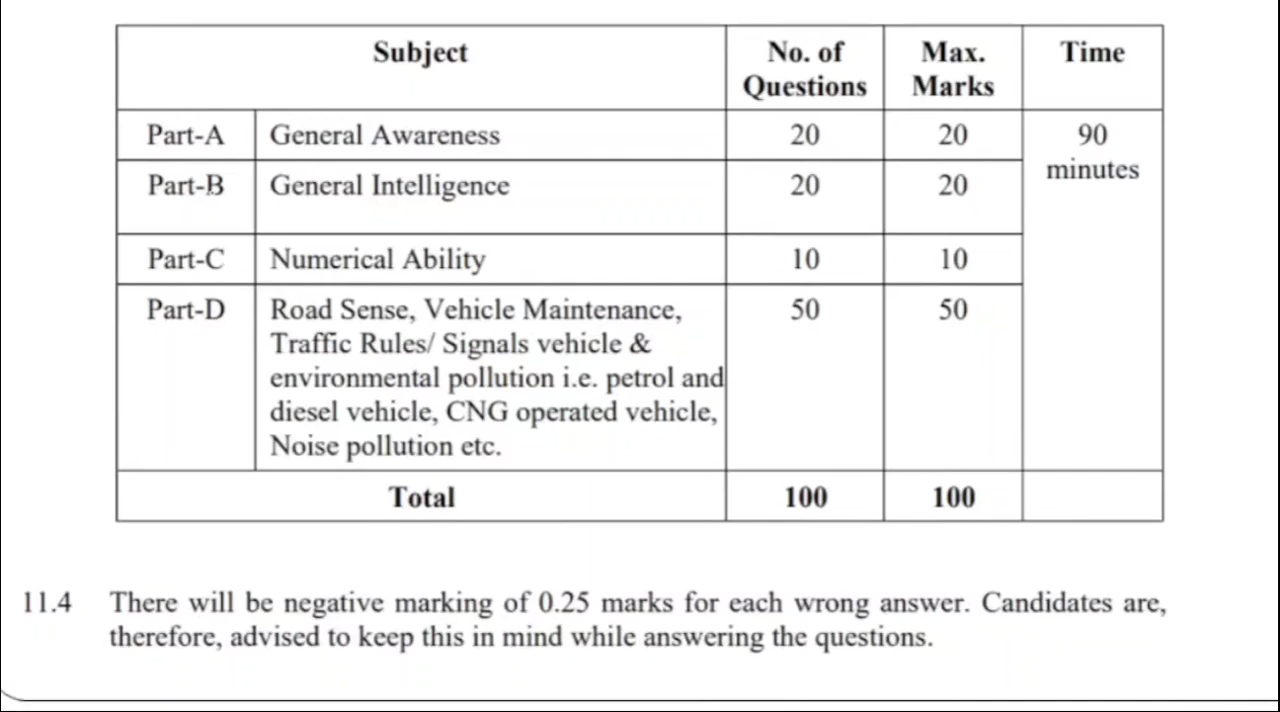 Subject No. of Questions Max. Marks Time
Part-A General Awareness 20 20 90 minutes
Part-B General Intelligence 20 20
Part-C Numerical Ability 10 10
Part-D Road Sense, Vehicle Maintenance, 50 50
Traffic Rules/ Signals vehicle &
environmental pollution i.e. petrol and
diesel vehicle, CNG operated vehicle,
Noise pollution etc.
Total 100 100
11.4 There will be negative marking of 0.25 marks for each wrong answer. Candidates are,
therefore, advised to keep this in mind while answering the questions.